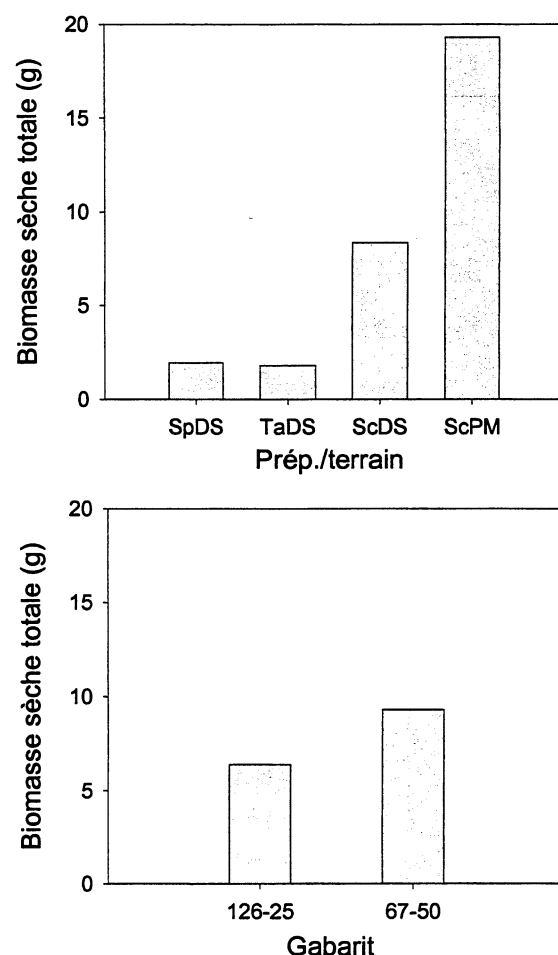 Biomasse sèche totale (g)
20
15
10
5
0
SpDS TaDS ScDS ScPM
Prép./terrain
Biomasse sèche totale (g)
20
15
10
5
0
126-25 67-50
Gabarit